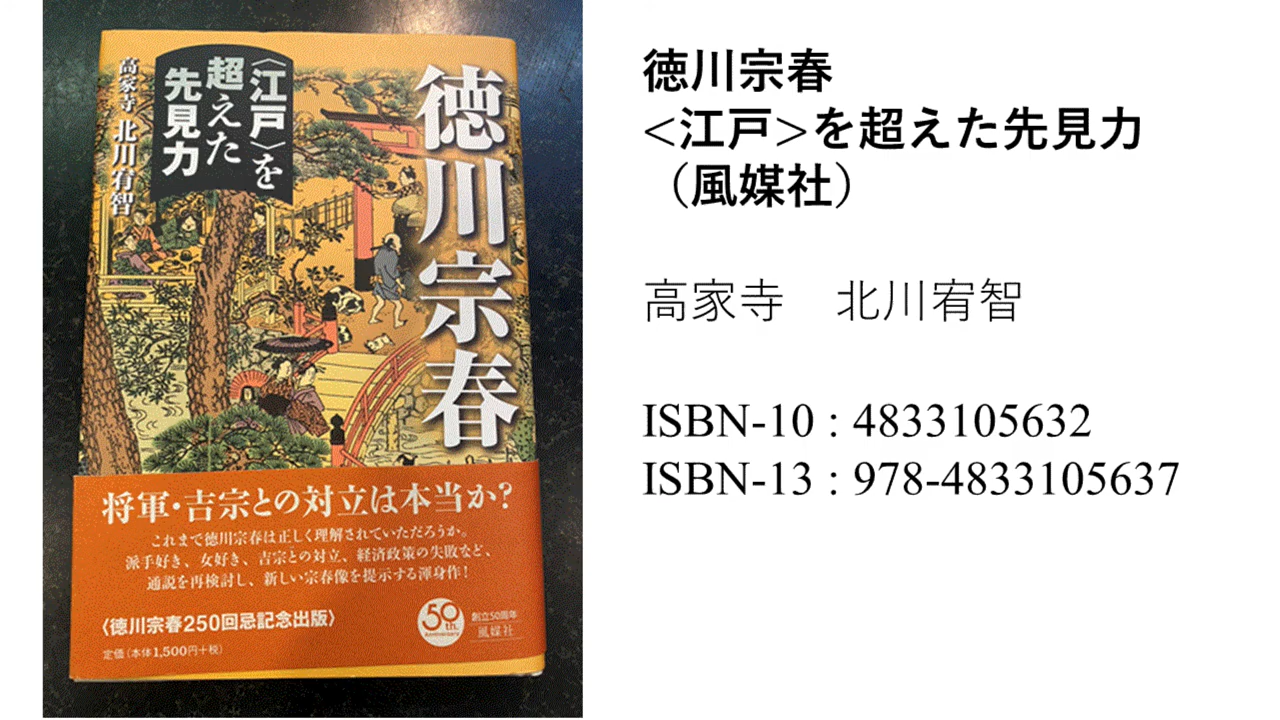 徳川宗春
〈江戸〉を
超えた
先見力
高家寺 北川宥智
将軍・吉宗との対立は本当か?
これまで徳川宗春は正しく理解されていただろうか。
派手好き、女好き、吉宗との対立、経済政策の失敗など、
通説を再検討し、新しい宗春像を提示する渾身作!
〈徳川宗春250回忌記念出版〉
定価(本体1,500円+税)
50th.
Anniversary
創立50周年
風媒社
徳川宗春
<江戸>を超えた先見力
（風媒社）
高家寺　北川宥智
ISBN-10 : 4833105632
ISBN-13 : 978-4833105637